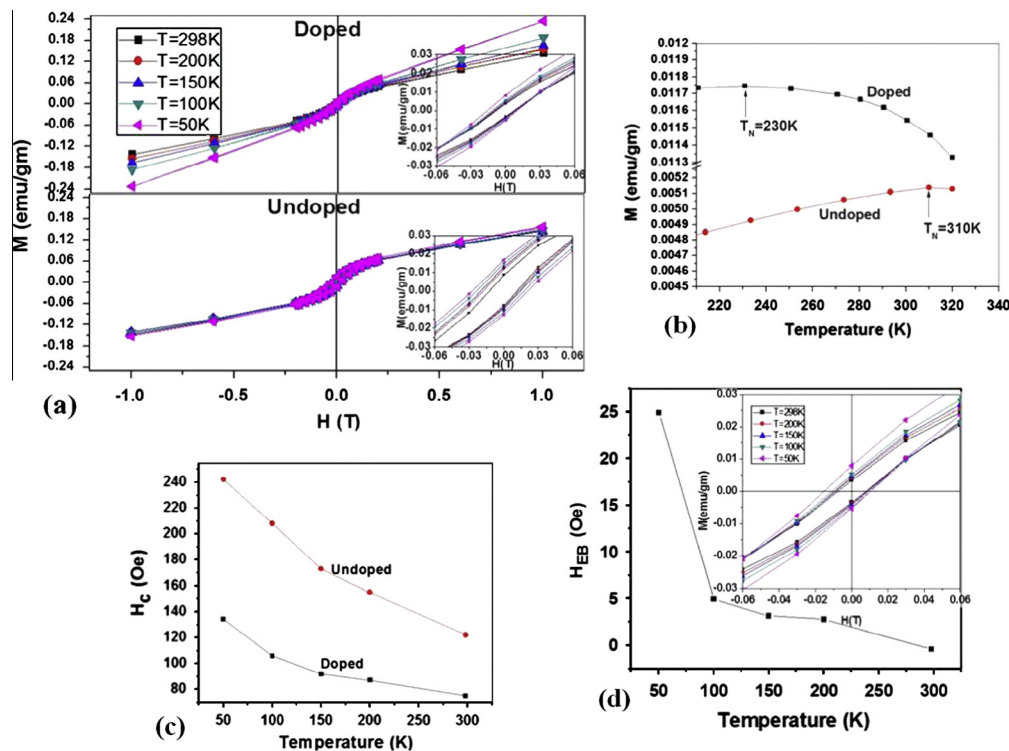 Doped
T=298K
T=200K
T=150K
T=100K
T=50K
0.24
0.18
0.12
0.06
0.00
-0.06
-0.12
-0.18
-0.24
0.03
0.02
0.01
0.00
-0.01
-0.02
-0.03
M(emu/gm)
-0.06 -0.04 -0.02 0.00 0.02 0.04 0.06
H(T)
Undoped
0.24
0.18
0.12
0.06
0.00
-0.06
-0.12
-0.18
-0.24
0.03
0.02
0.01
0.00
-0.01
-0.02
-0.03
M(emu/gm)
-0.06 -0.03 0.00 0.03 0.06
H(T)
M (emu/gm)
-1.0 -0.5 0.0 0.5 1.0
H (T)
(a)
0.012
0.0118
0.0117
0.0115
0.0114
0.0113
0.0052
0.0051
0.0050
0.0048
0.0047
0.0046
0.0045
M (emu/gm)
Doped
T_N=230K
Undoped
T_N=310K
220 240 260 280 300 320 340
Temperature (K)
(b)
240
220
200
180
160
140
120
100
80
H_C (Oe)
Undoped
Doped
50 100 150 200 250 300
Temperature (K)
(c)
25
20
15
10
5
0
H_EB (Oe)
T=298K
T=200K
T=150K
T=100K
T=50K
0.03
0.02
0.01
0.00
-0.01
-0.02
-0.03
M(emu/gm)
-0.06 -0.04 -0.02 0.00 0.02 0.04 0.06
H(T)
50 100 150 200 250 300
Temperature (K)
(d)